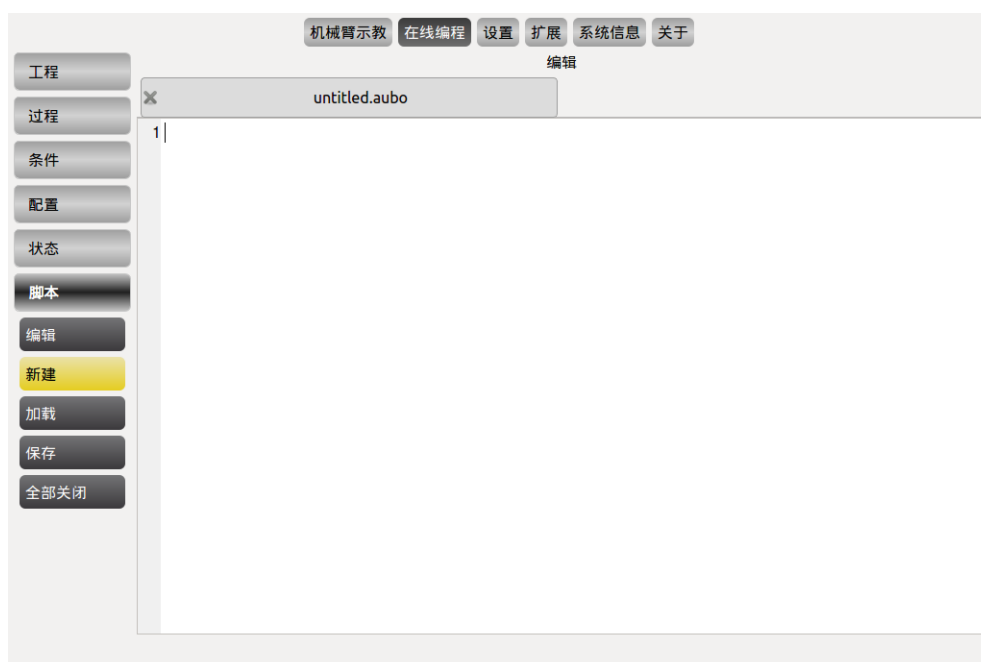 机械臂示教 在线编程 设置 扩展 系统信息 关于
编辑
工程
过程
条件
配置
状态
脚本
编辑
新建
加载
保存
全部关闭
untitled.aubo
1